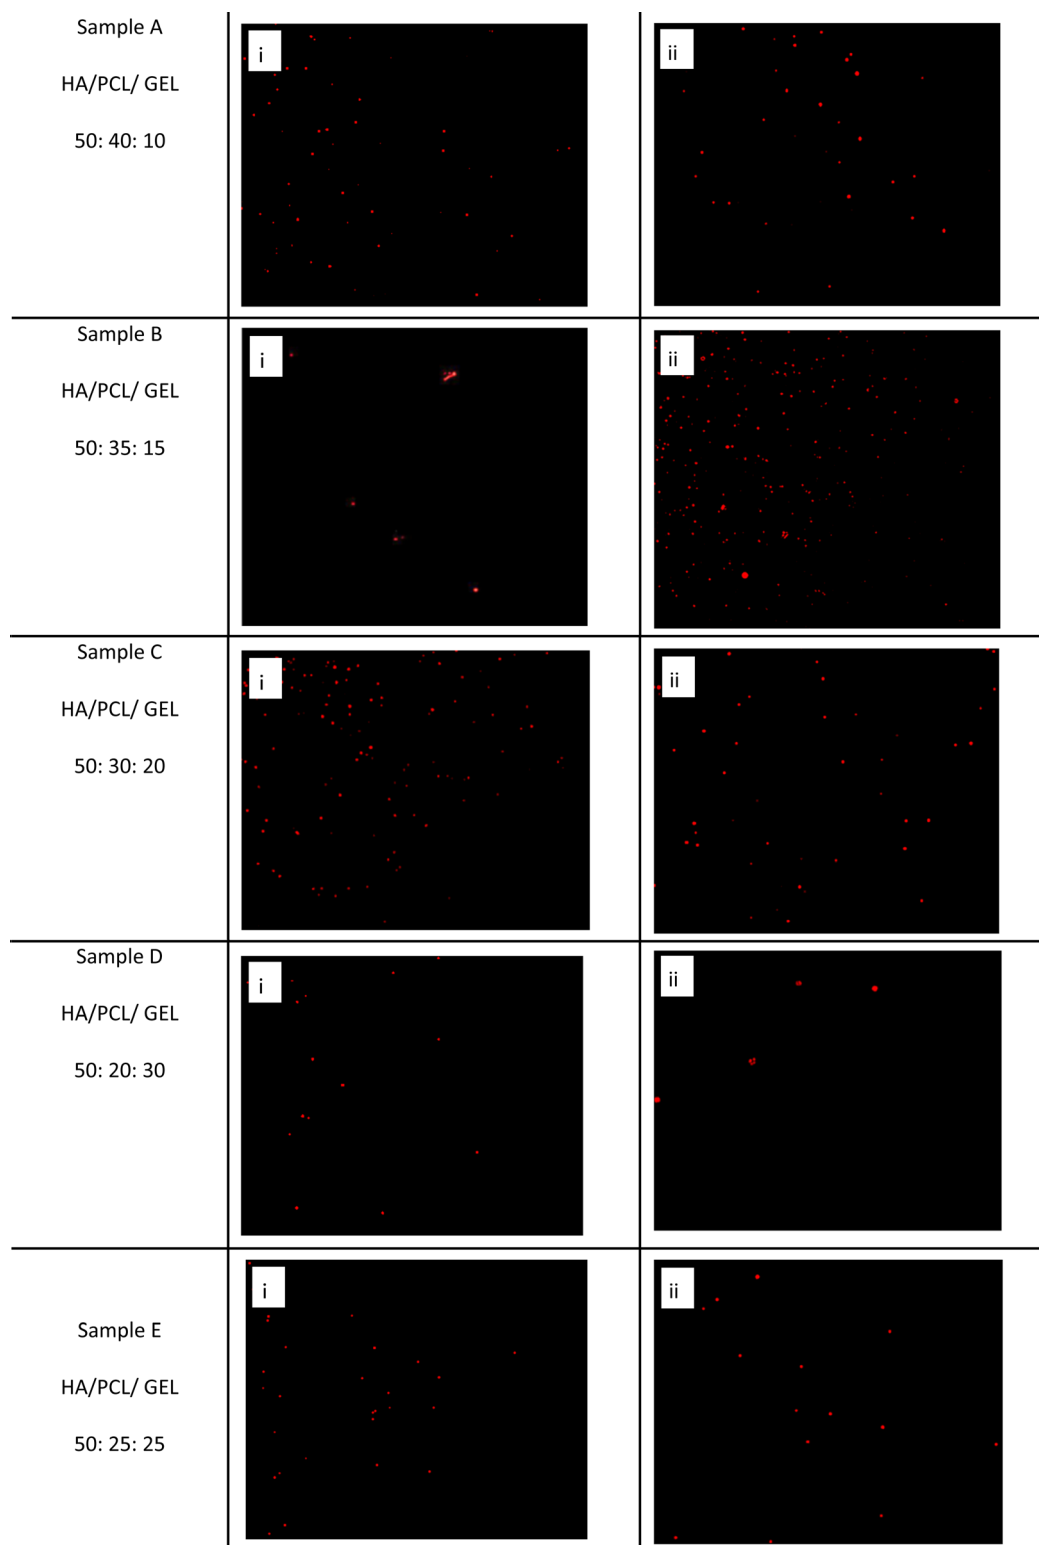 Sample A
HA/PCL/ GEL
50: 40: 10
i
ii
Sample B
HA/PCL/ GEL
50: 35: 15
i
ii
Sample C
HA/PCL/ GEL
50: 30: 20
i
ii
Sample D
HA/PCL/ GEL
50: 20: 30
i
ii
Sample E
HA/PCL/ GEL
50: 25: 25
i
ii